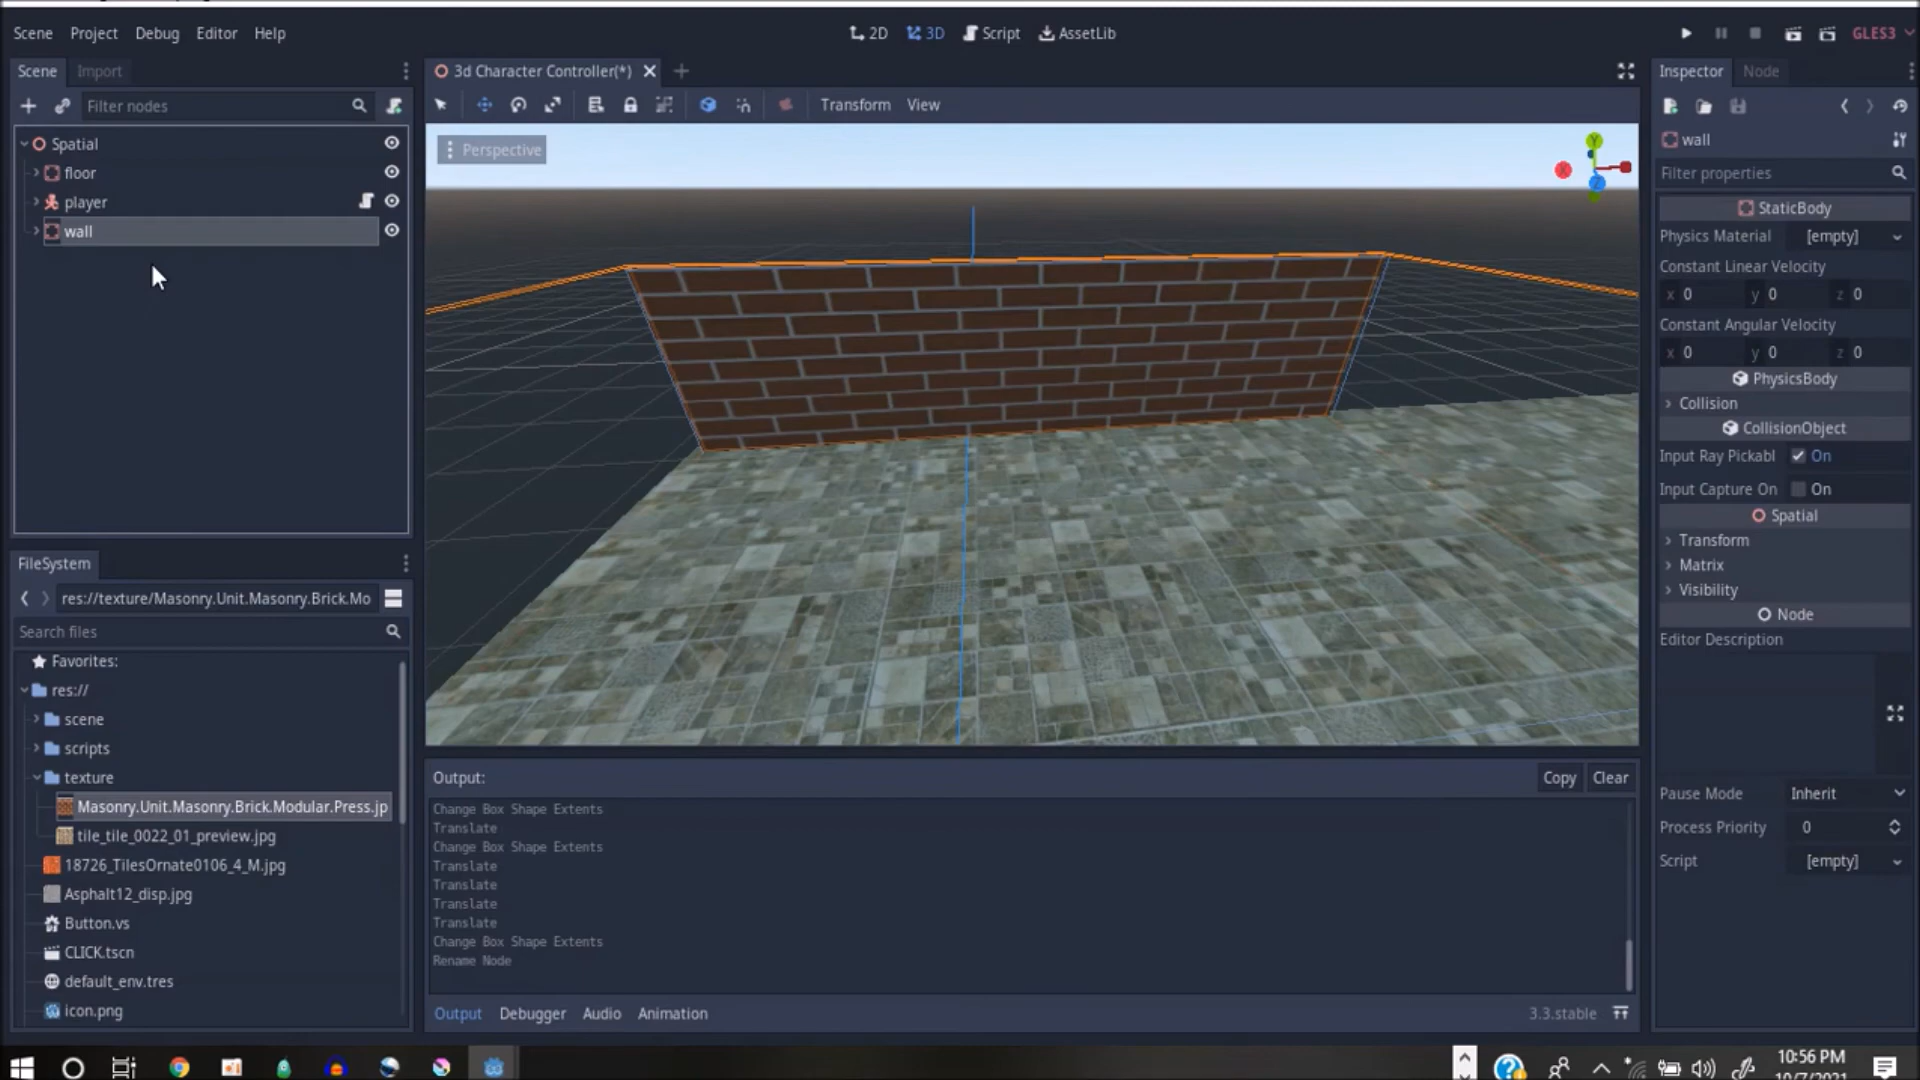 Scene Project Debug Editor Help
2D 3D Script AssetLib
GLES3
Scene Import
3d Character Controller(*)
Inspector Node
Filter nodes
Transform View
Spatial
floor
player
wall
Perspective
Y
X
Z
wall
Filter properties
StaticBody
Physics Material [empty]
Constant Linear Velocity
x 0 y 0 z 0
Constant Angular Velocity
x 0 y 0 z 0
PhysicsBody
Collision
CollisionObject
Input Ray Pickabl On
Input Capture On On
Spatial
Transform
Matrix
Visibility
Node
Editor Description
Pause Mode Inherit
Process Priority 0
Script [empty]
FileSystem
res://texture/Masonry.Unit.Masonry.Brick.Mo
Search files
Favorites:
res://
scene
scripts
texture
Masonry.Unit.Masonry.Brick.Modular.Press.jp
tile_tile_0022_01_preview.jpg
18726_TilesOrnate0106_4_M.jpg
Asphalt12_disp.jpg
Button.vs
CLICK.tscn
default_env.tres
icon.png
Output: Copy Clear
Change Box Shape Extents
Translate
Change Box Shape Extents
Translate
Translate
Translate
Translate
Change Box Shape Extents
Rename Node
Output Debugger Audio Animation 3.3.stable
10:56 PM
10/7/2021